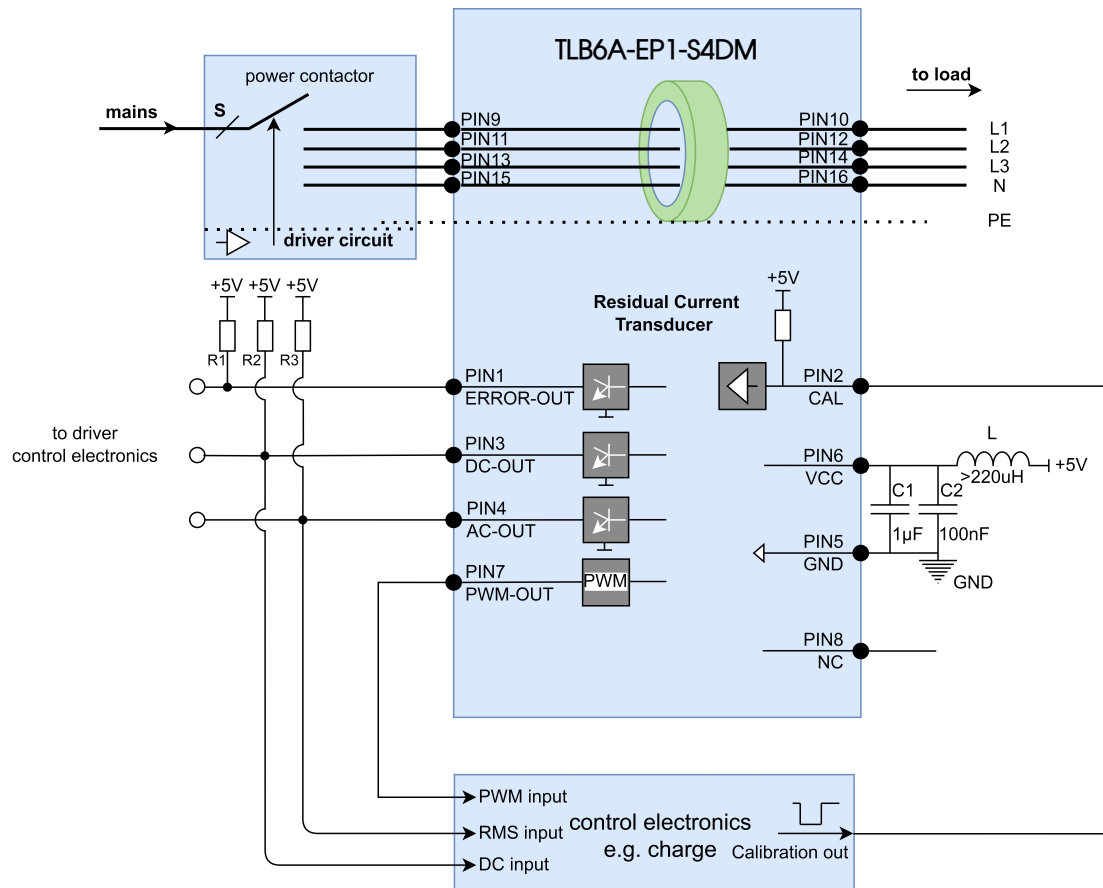 TLB6A-EP1-S4DM
power contactor
to load
mains
S
PIN9
PIN10
L1
PIN11
PIN12
L2
PIN13
PIN14
L3
PIN15
PIN16
N
PE
driver circuit
+5V
+5V
+5V
R1
R2
R3
Residual Current
Transducer
+5V
PIN1
ERROR-OUT
PIN2
CAL
to driver
control electronics
PIN3
DC-OUT
PIN6
VCC
L
>220uH
+5V
C1
C2
1µF
100nF
PIN4
AC-OUT
PIN5
GND
GND
PIN7
PWM-OUT
PWM
PIN8
NC
PWM input
RMS input
DC input
control electronics
e.g. charge
Calibration out